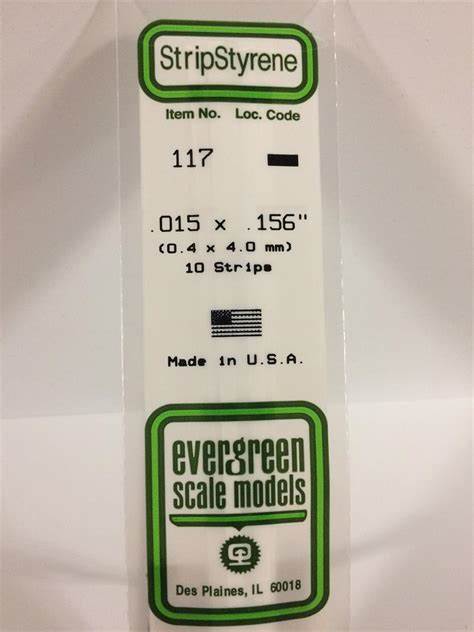 StripStyrene
Item No. Loc. Code
117
.015 x .156"
(0.4 x 4.0 mm)
10 Strips
Made in U.S.A.
evergreen
scale models
Des Plaines, IL 60018